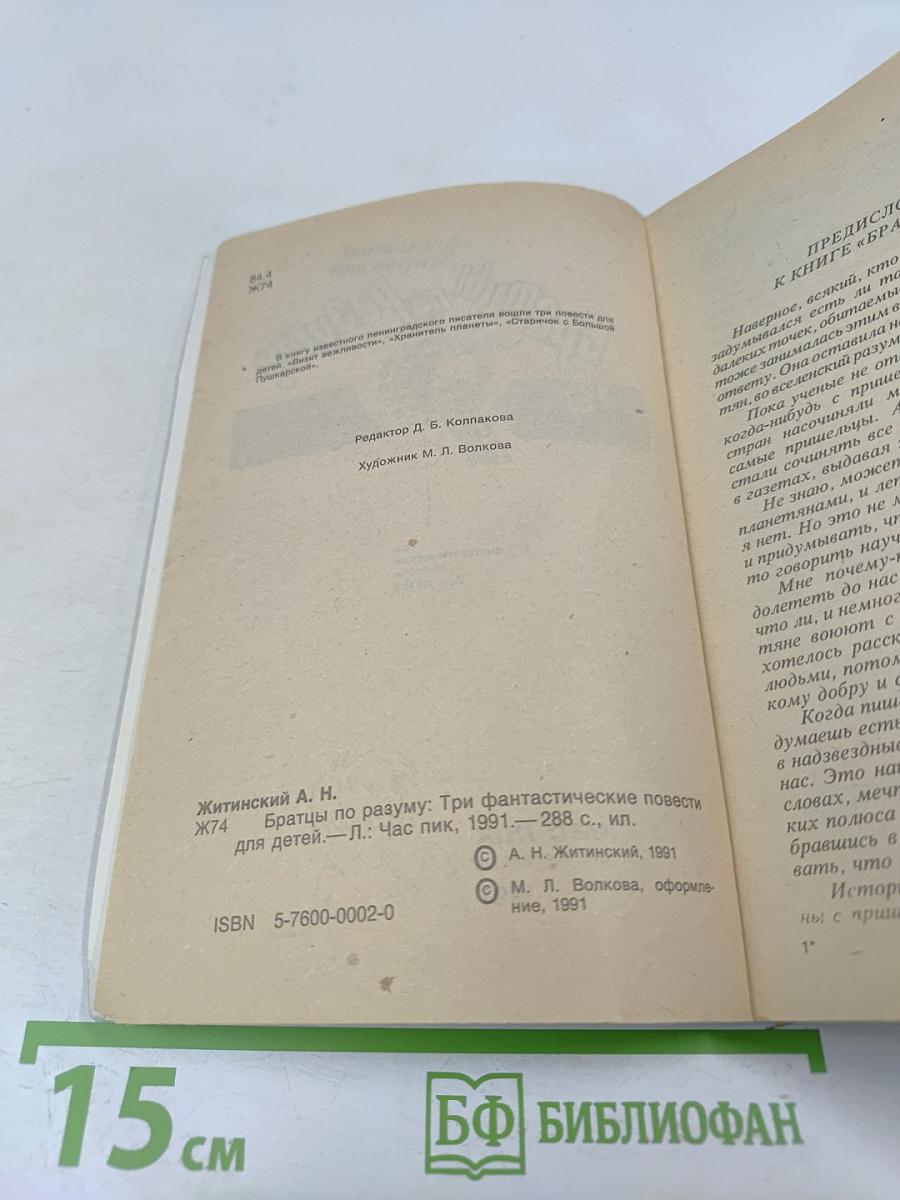 84.4
Ж74
В книгу известного ленинградского писателя вошли три повести для
детей. «Визит вежливости», «Хранитель планеты», «Старичок с Большой
Пушкарской».
Редактор Д. Б. Колпакова
Художник М. Л. Волкова
Житинский А. Н.
Ж74 Братцы по разуму: Три фантастические повести
для детей.— Л.: Час пик, 1991.— 288 с., ил.
© А. Н. Житинский, 1991
© М. Л. Волкова, оформле-
ние, 1991
ISBN 5-7600-0002-0
ПРЕДИСЛО
К КНИГЕ «БРА
Наверное, всякий, кто
задумывался есть ли та
далеких точек, обитаемы
тоже занималась этим в
ответу. Она оставила н
тян, во вселенский разум
Пока ученые не от
когда-нибудь с прише
стран насочиняли м
самые пришельцы. А
стали сочинять все
в газетах, выдавая
Не знаю, может
планетянами, и лет
я нет. Но это не м
и придумывать, чт
то говорить науч
Мне почему-
долететь до нас
что ли, и немног
тяне воюют с
хотелось расск
людьми, потом
кому добру и с
Когда пиш
думаешь есть
в надзвездные
нас. Это на
словах, меч
ких полюса
бравшись в
вать, что
Истор
ны с приш
1*
15 см
БФ БИБЛИОФАН